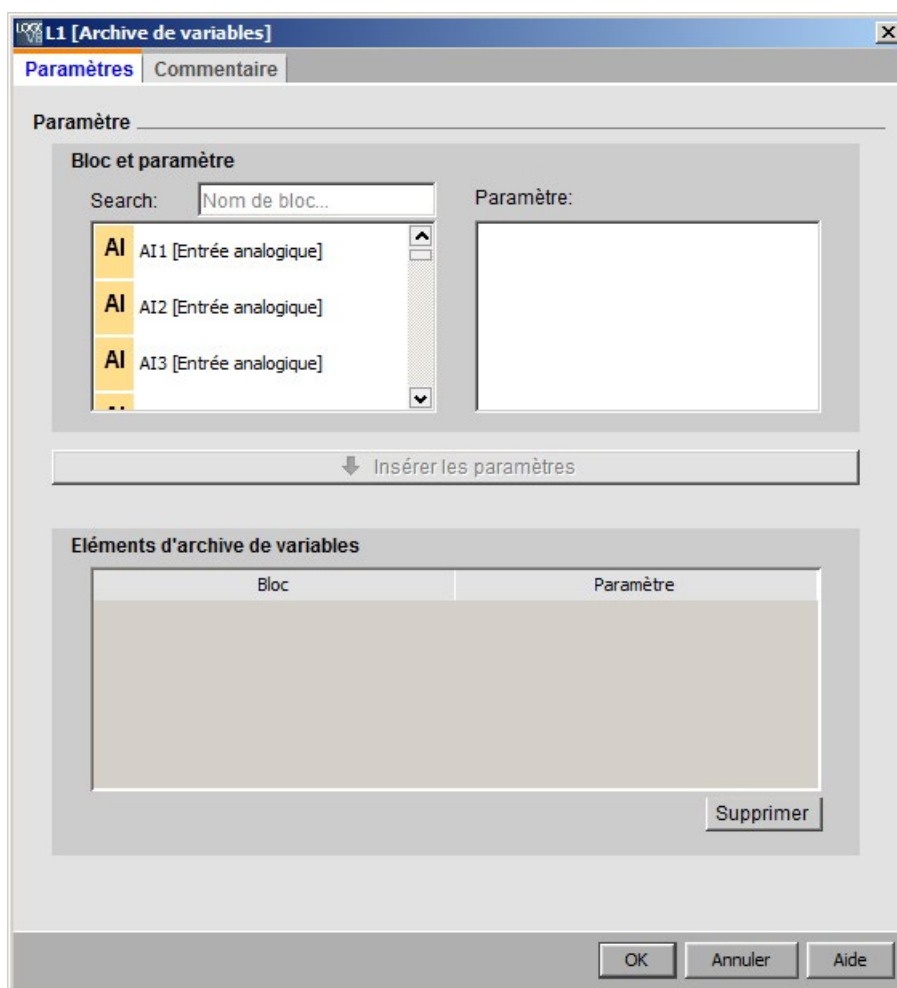 L1 [Archive de variables]
Paramètres Commentaire
Paramètre
Bloc et paramètre
Search: Nom de bloc... Paramètre:
AI AI1 [Entrée analogique]
AI AI2 [Entrée analogique]
AI AI3 [Entrée analogique]
Insérer les paramètres
Eléments d'archive de variables
Bloc Paramètre
Supprimer
OK Annuler Aide